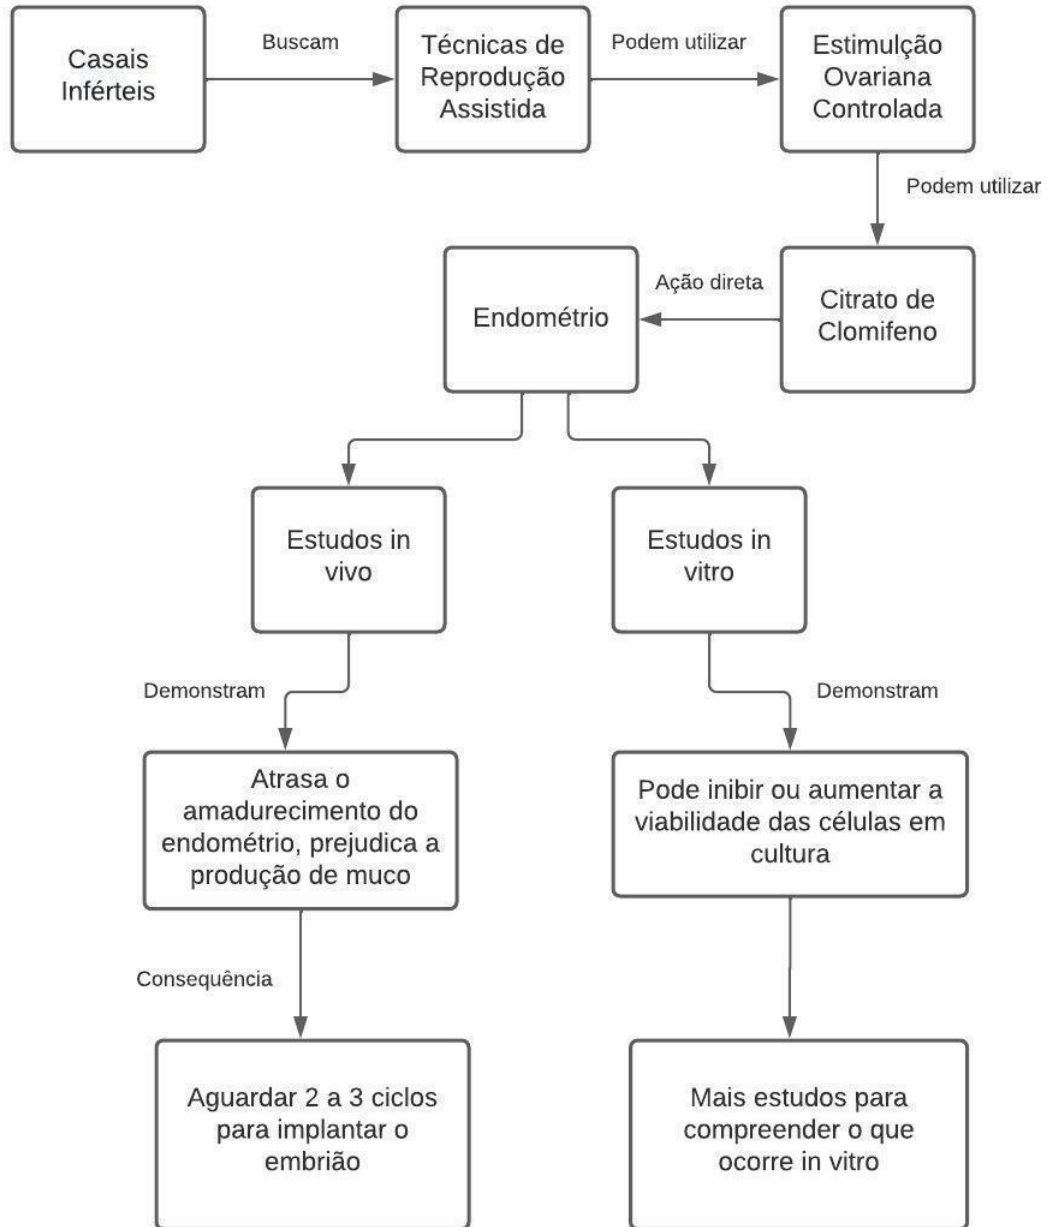 Casais
Inférteis
Buscam
Técnicas de
Reprodução
Assistida
Podem utilizar
Estimulção
Ovariana
Controlada
Podem utilizar
Citrato de
Clomifeno
Ação direta
Endométrio
Estudos in
vivo
Estudos in
vitro
Demonstram
Demonstram
Atrasa o
amadurecimento do
endométrio, prejudica a
produção de muco
Pode inibir ou aumentar a
viabilidade das células em
cultura
Consequência
Aguardar 2 a 3 ciclos
para implantar o
embrião
Mais estudos para
compreender o que
ocorre in vitro